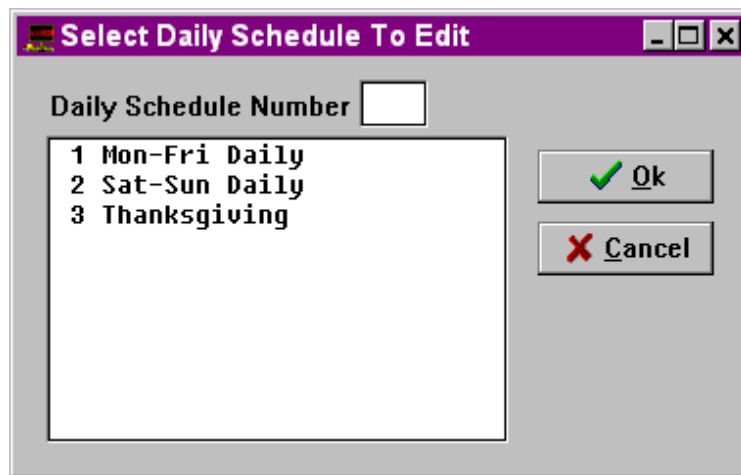 Select Daily Schedule To Edit
Daily Schedule Number
1 Mon-Fri Daily
2 Sat-Sun Daily
3 Thanksgiving
Ok
Cancel